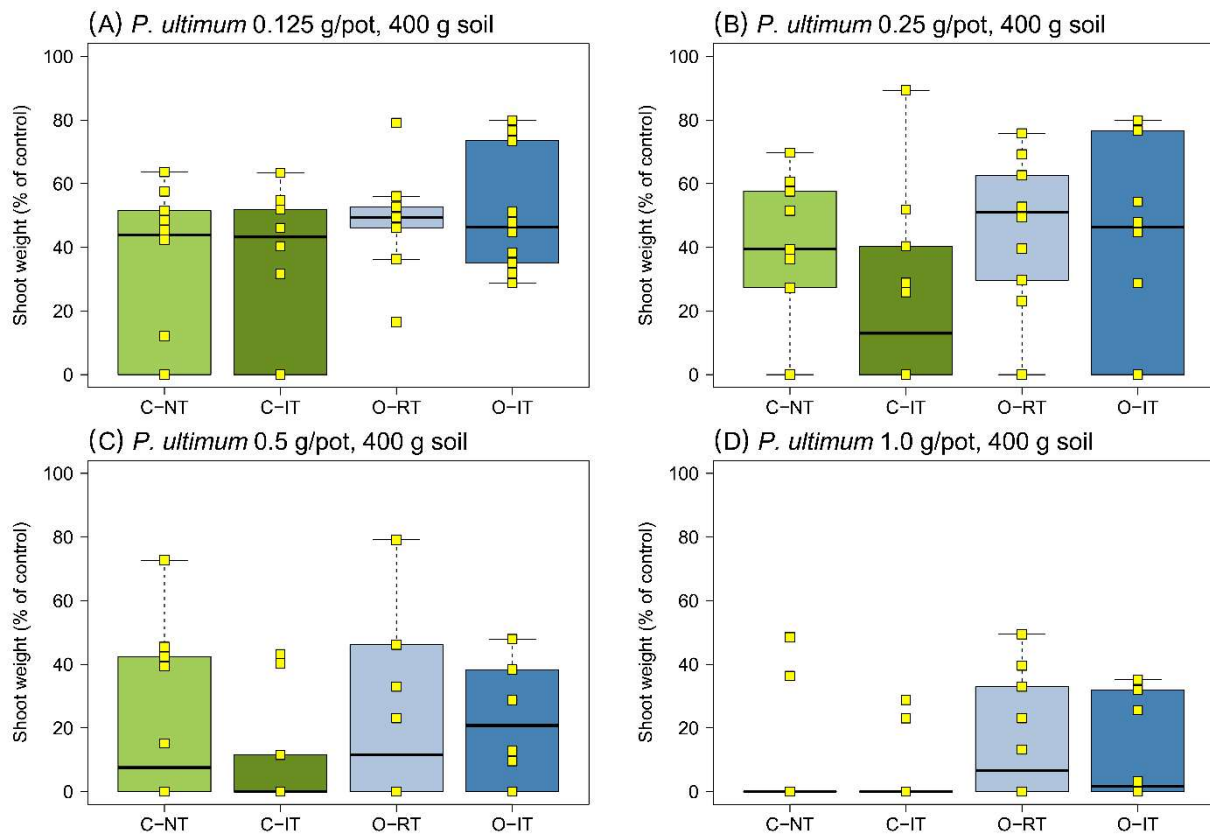 (A) P. ultimum 0.125 g/pot, 400 g soil
Shoot weight (% of control)
100
80
60
40
20
0
C-NT C-IT O-RT O-IT
(B) P. ultimum 0.25 g/pot, 400 g soil
Shoot weight (% of control)
100
80
60
40
20
0
C-NT C-IT O-RT O-IT
(C) P. ultimum 0.5 g/pot, 400 g soil
Shoot weight (% of control)
100
80
60
40
20
0
C-NT C-IT O-RT O-IT
(D) P. ultimum 1.0 g/pot, 400 g soil
Shoot weight (% of control)
100
80
60
40
20
0
C-NT C-IT O-RT O-IT